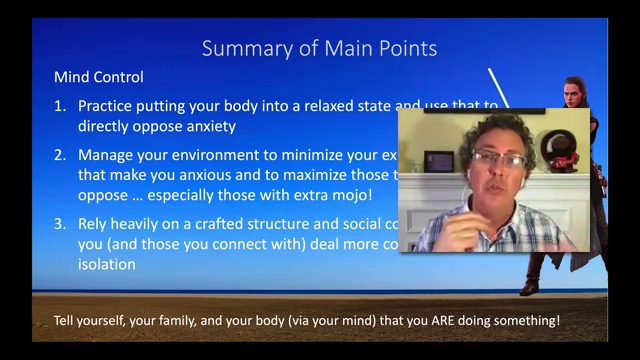 Summary of Main Points
Mind Control
1. Practice putting your body into a relaxed state and use that to
directly oppose anxiety
2. Manage your environment to minimize your ex
that make you anxious and to maximize those t
oppose … especially those with extra mojo!
3. Rely heavily on a crafted structure and social co
you (and those you connect with) deal more co
isolation
Tell yourself, your family, and your body (via your mind) that you ARE doing something!